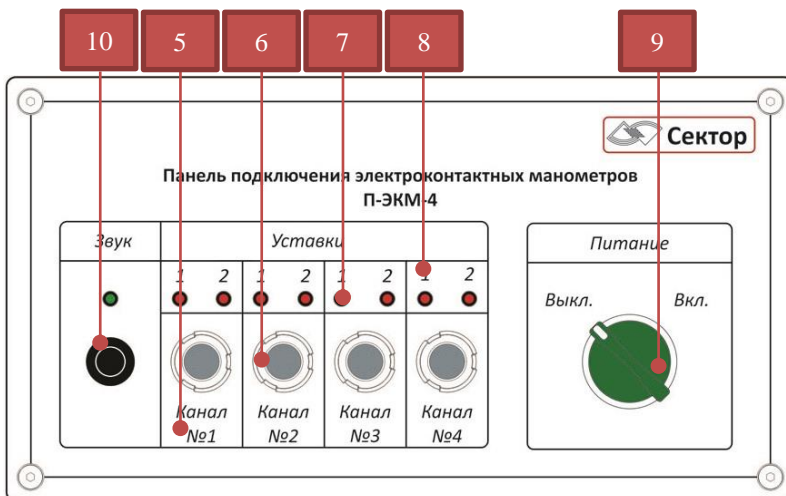 10 5 6 7 8 9
Сектор
Панель подключения электроконтактных манометров
П-ЭКМ-4
Звук Уставки
1 2 1 2 1 2 1 2
Канал Канал Канал Канал
№1 №2 №3 №4
Питание
Выкл. Вкл.